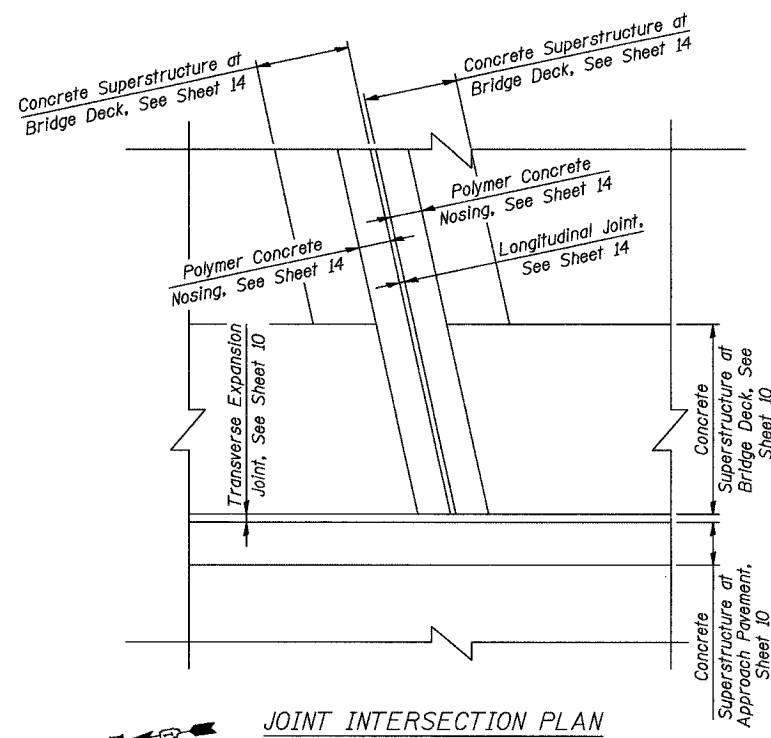 Concrete Superstructure at
Bridge Deck, See Sheet 14
Concrete Superstructure at
Bridge Deck, See Sheet 14
Polymer Concrete
Nosing, See Sheet 14
Polymer Concrete
Nosing, See Sheet 14
Longitudinal Joint,
See Sheet 14
Transverse Expansion
Joint, See Sheet 10
Concrete
Superstructure at
Bridge Deck, See
Sheet 10
Concrete
Superstructure at
Approach Pavement,
Sheet 10
JOINT INTERSECTION PLAN